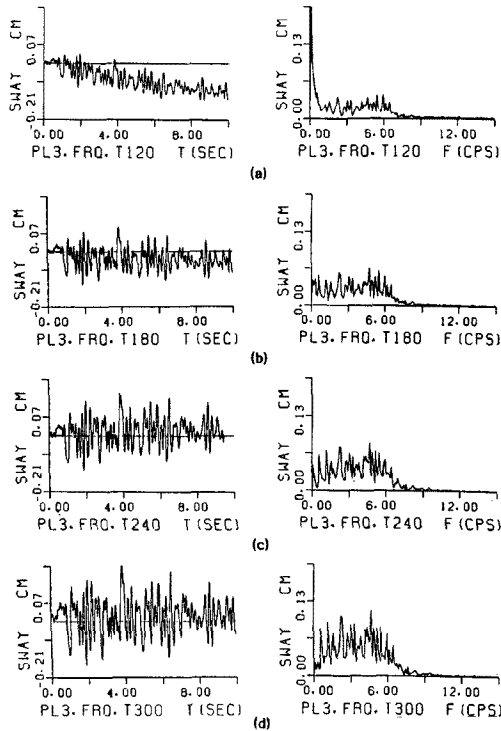 SWAY CM
-0.21 0.07
0.00 4.00 8.00
PL3. FRQ. T120 T (SEC)
SWAY CM
0.00 0.13
0.00 6.00 12.00
PL3. FRQ. T120 F (CPS)
(a)
SWAY CM
-0.21 0.07
0.00 4.00 8.00
PL3. FRQ. T180 T (SEC)
SWAY CM
0.00 0.13
0.00 6.00 12.00
PL3. FRQ. T180 F (CPS)
(b)
SWAY CM
-0.21 0.07
0.00 4.00 8.00
PL3. FRQ. T240 T (SEC)
SWAY CM
0.00 0.13
0.00 6.00 12.00
PL3. FRQ. T240 F (CPS)
(c)
SWAY CM
-0.21 0.07
0.00 4.00 8.00
PL3. FRQ. T300 T (SEC)
SWAY CM
0.00 0.13
0.00 6.00 12.00
PL3. FRQ. T300 F (CPS)
(d)